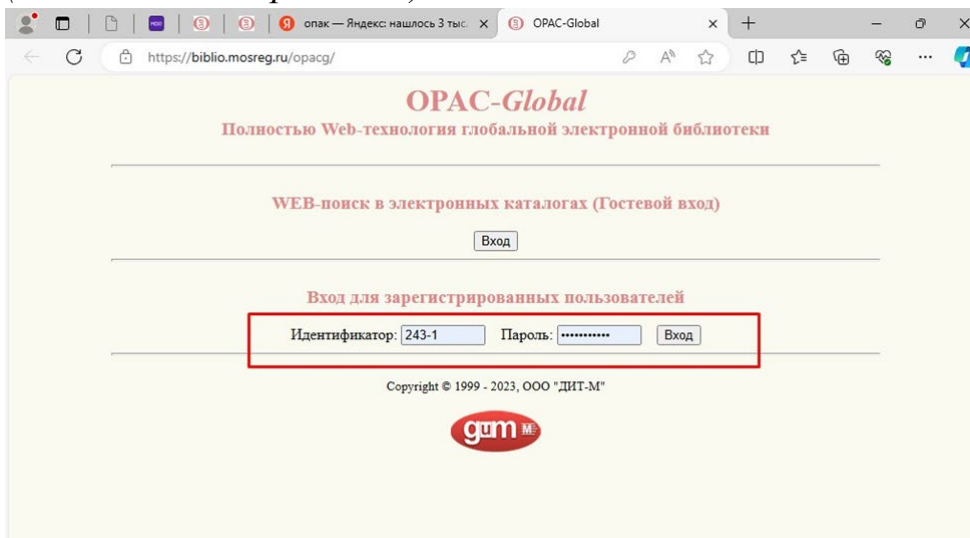 опак — Яндекс: нашлось 3 тыс.
OPAC-Global
https://biblio.mosreg.ru/opacg/
OPAC-Global
Полностью Web-технология глобальной электронной библиотеки
WEB-поиск в электронных каталогах (Гостевой вход)
Вход
Вход для зарегистрированных пользователей
Идентификатор: 243-1 Пароль: ••••••••••• Вход
Copyright © 1999 - 2023, ООО "ДИТ-М"
дит М